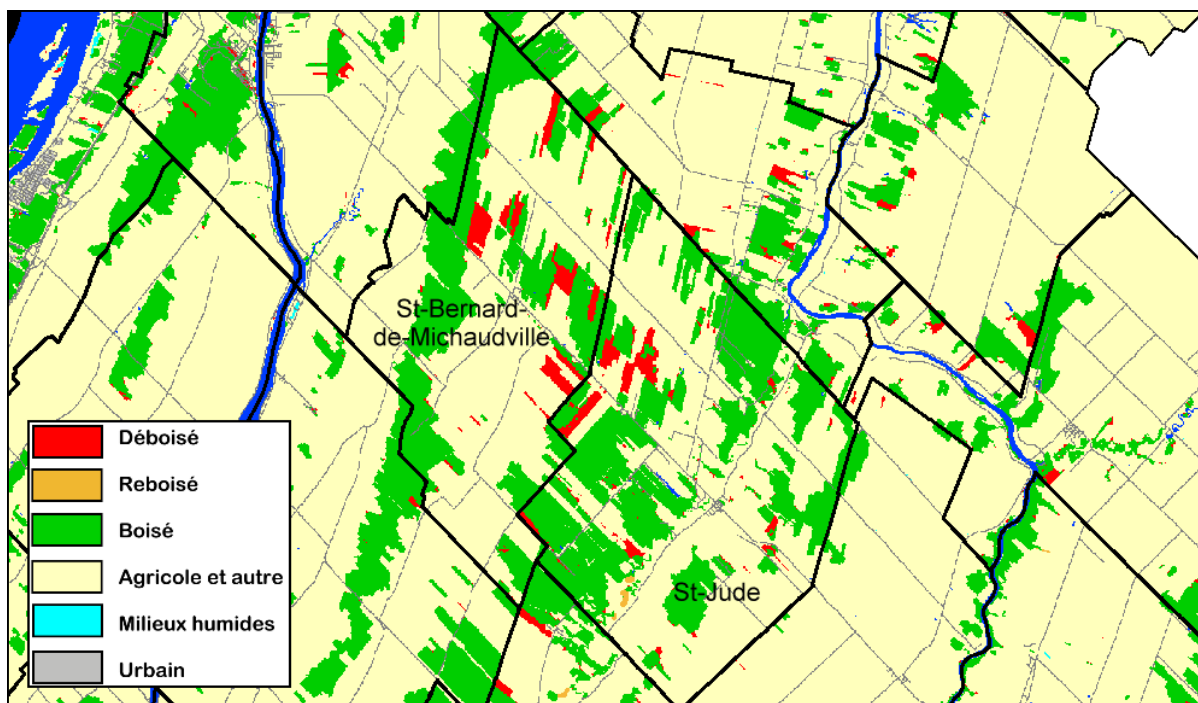 St-Bernard-
de-Michaudville
St-Jude
Déboisé
Reboisé
Boisé
Agricole et autre
Milieux humides
Urbain